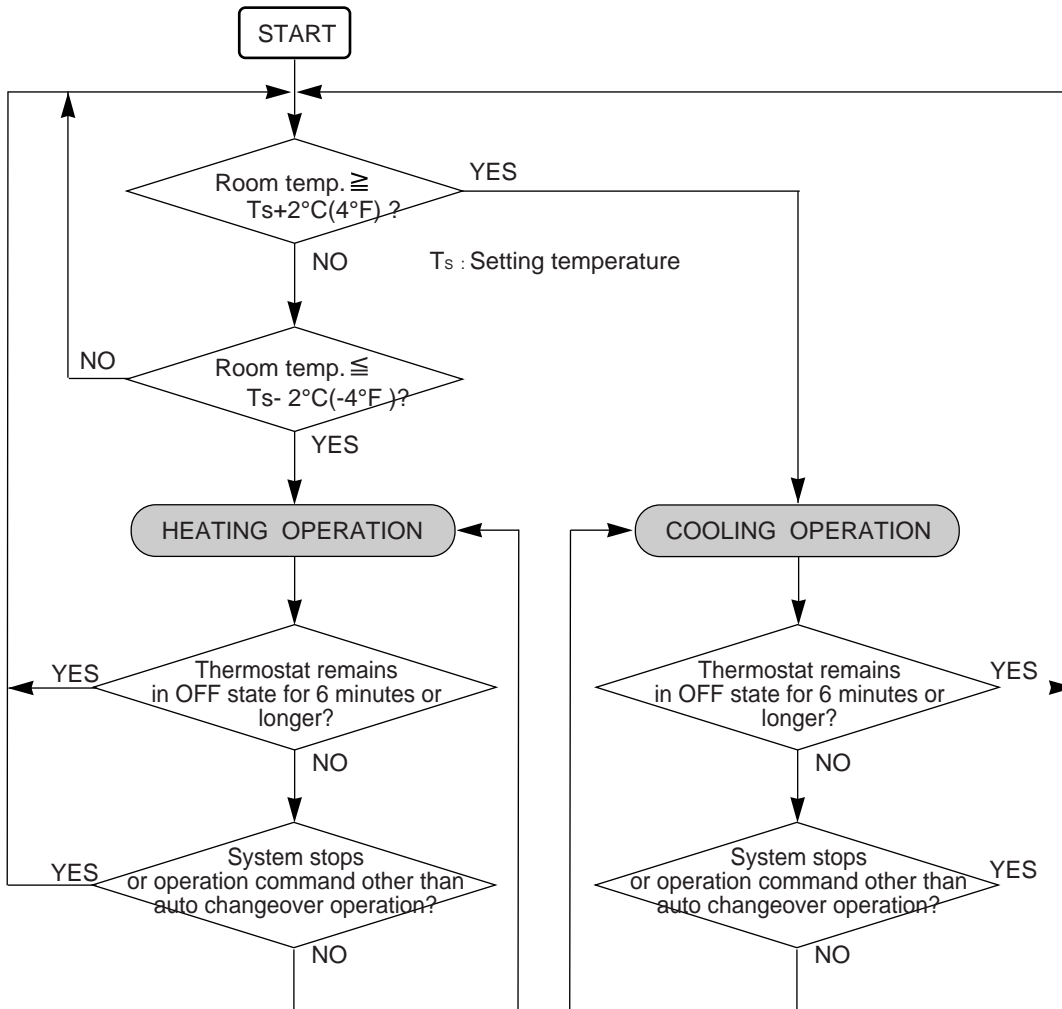 START
Room temp. ≧
Ts+2°C(4°F) ?
YES
NO
Ts : Setting temperature
NO
Room temp. ≦
Ts- 2°C(-4°F )?
YES
HEATING OPERATION
COOLING OPERATION
YES
Thermostat remains
in OFF state for 6 minutes or
longer?
NO
Thermostat remains
in OFF state for 6 minutes or
longer?
YES
NO
YES
System stops
or operation command other than
auto changeover operation?
NO
System stops
or operation command other than
auto changeover operation?
YES
NO